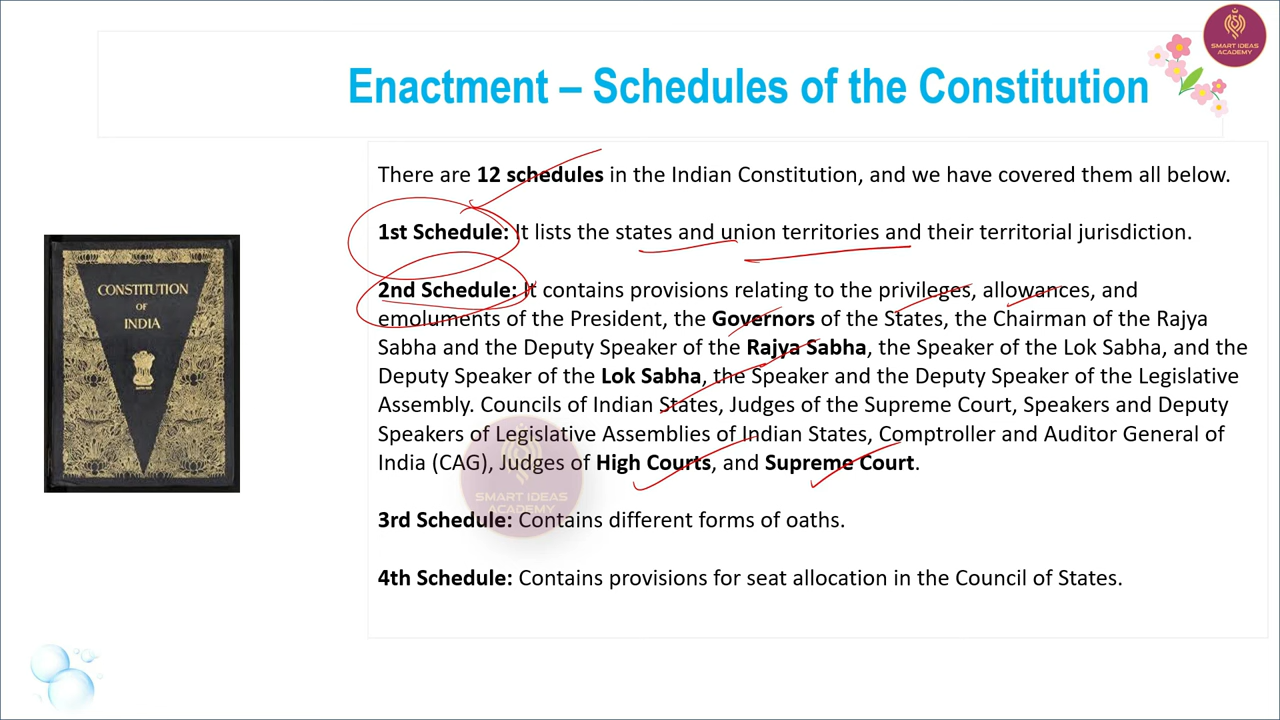 SMART IDEAS
ACADEMY
Enactment – Schedules of the Constitution
There are 12 schedules in the Indian Constitution, and we have covered them all below.
1st Schedule: It lists the states and union territories and their territorial jurisdiction.
2nd Schedule: It contains provisions relating to the privileges, allowances, and
emoluments of the President, the Governors of the States, the Chairman of the Rajya
Sabha and the Deputy Speaker of the Rajya Sabha, the Speaker of the Lok Sabha, and the
Deputy Speaker of the Lok Sabha, the Speaker and the Deputy Speaker of the Legislative
Assembly. Councils of Indian States, Judges of the Supreme Court, Speakers and Deputy
Speakers of Legislative Assemblies of Indian States, Comptroller and Auditor General of
India (CAG), Judges of High Courts, and Supreme Court.
3rd Schedule: Contains different forms of oaths.
4th Schedule: Contains provisions for seat allocation in the Council of States.
CONSTITUTION
OF
INDIA
SMART IDEAS
ACADEMY